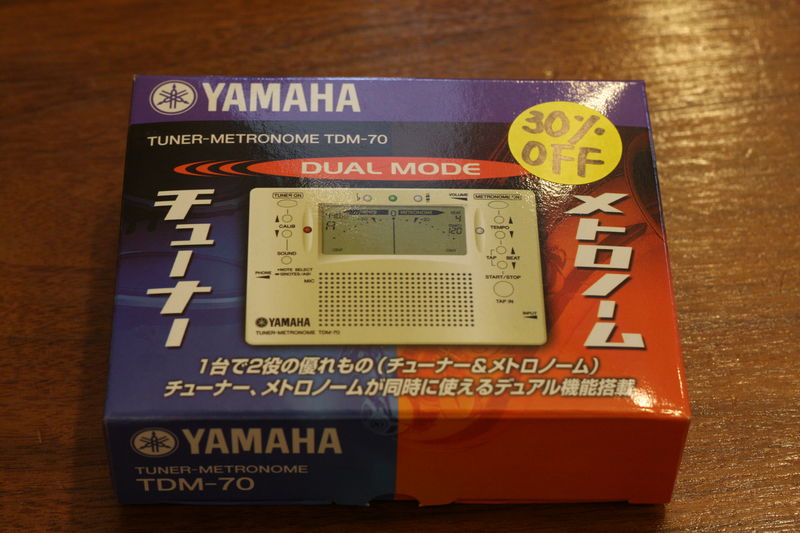 YAMAHA
TUNER-METRONOME TDM-70
30%
OFF
DUAL MODE
チューナー
メトロノーム
TUNER ON
♭
♯
VOLUME
METRONOME ON
CALIB
SOUND
PHONE
MIC
TEMPO
TAP
BEAT
START/STOP
TAP IN
INPUT
A
METRONOME
4
120
YAMAHA
TUNER-METRONOME TDM-70
1台で2役の優れもの(チューナー&メトロノーム)
チューナー、メトロノームが同時に使えるデュアル機能搭載
YAMAHA
TUNER-METRONOME
TDM-70